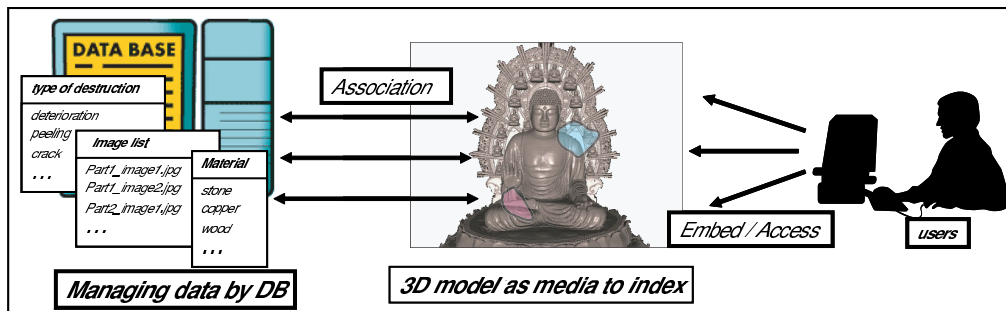 DATA BASE
type of destruction
deterioration
peeling
crack
...
Image list
Part1_image1.jpg
Part1_image2.jpg
Part2_image1.jpg
...
Material
stone
copper
wood
...
Managing data by DB
Association
3D model as media to index
Embed / Access
users